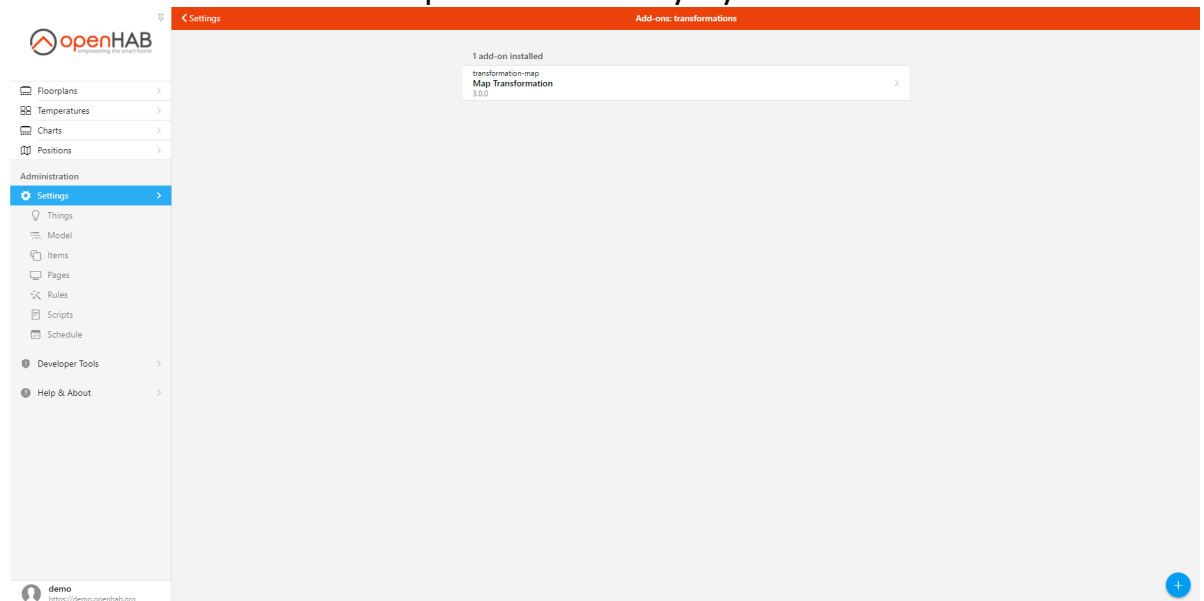 Settings
Add-ons: transformations
openHAB
empowering the smart home
Floorplans
Temperatures
Charts
Positions
Administration
Settings
Things
Model
Items
Pages
Rules
Scripts
Schedule
Developer Tools
Help & About
demo
https://demo.openhab.org
1 add-on installed
transformation-map
Map Transformation
3.0.0